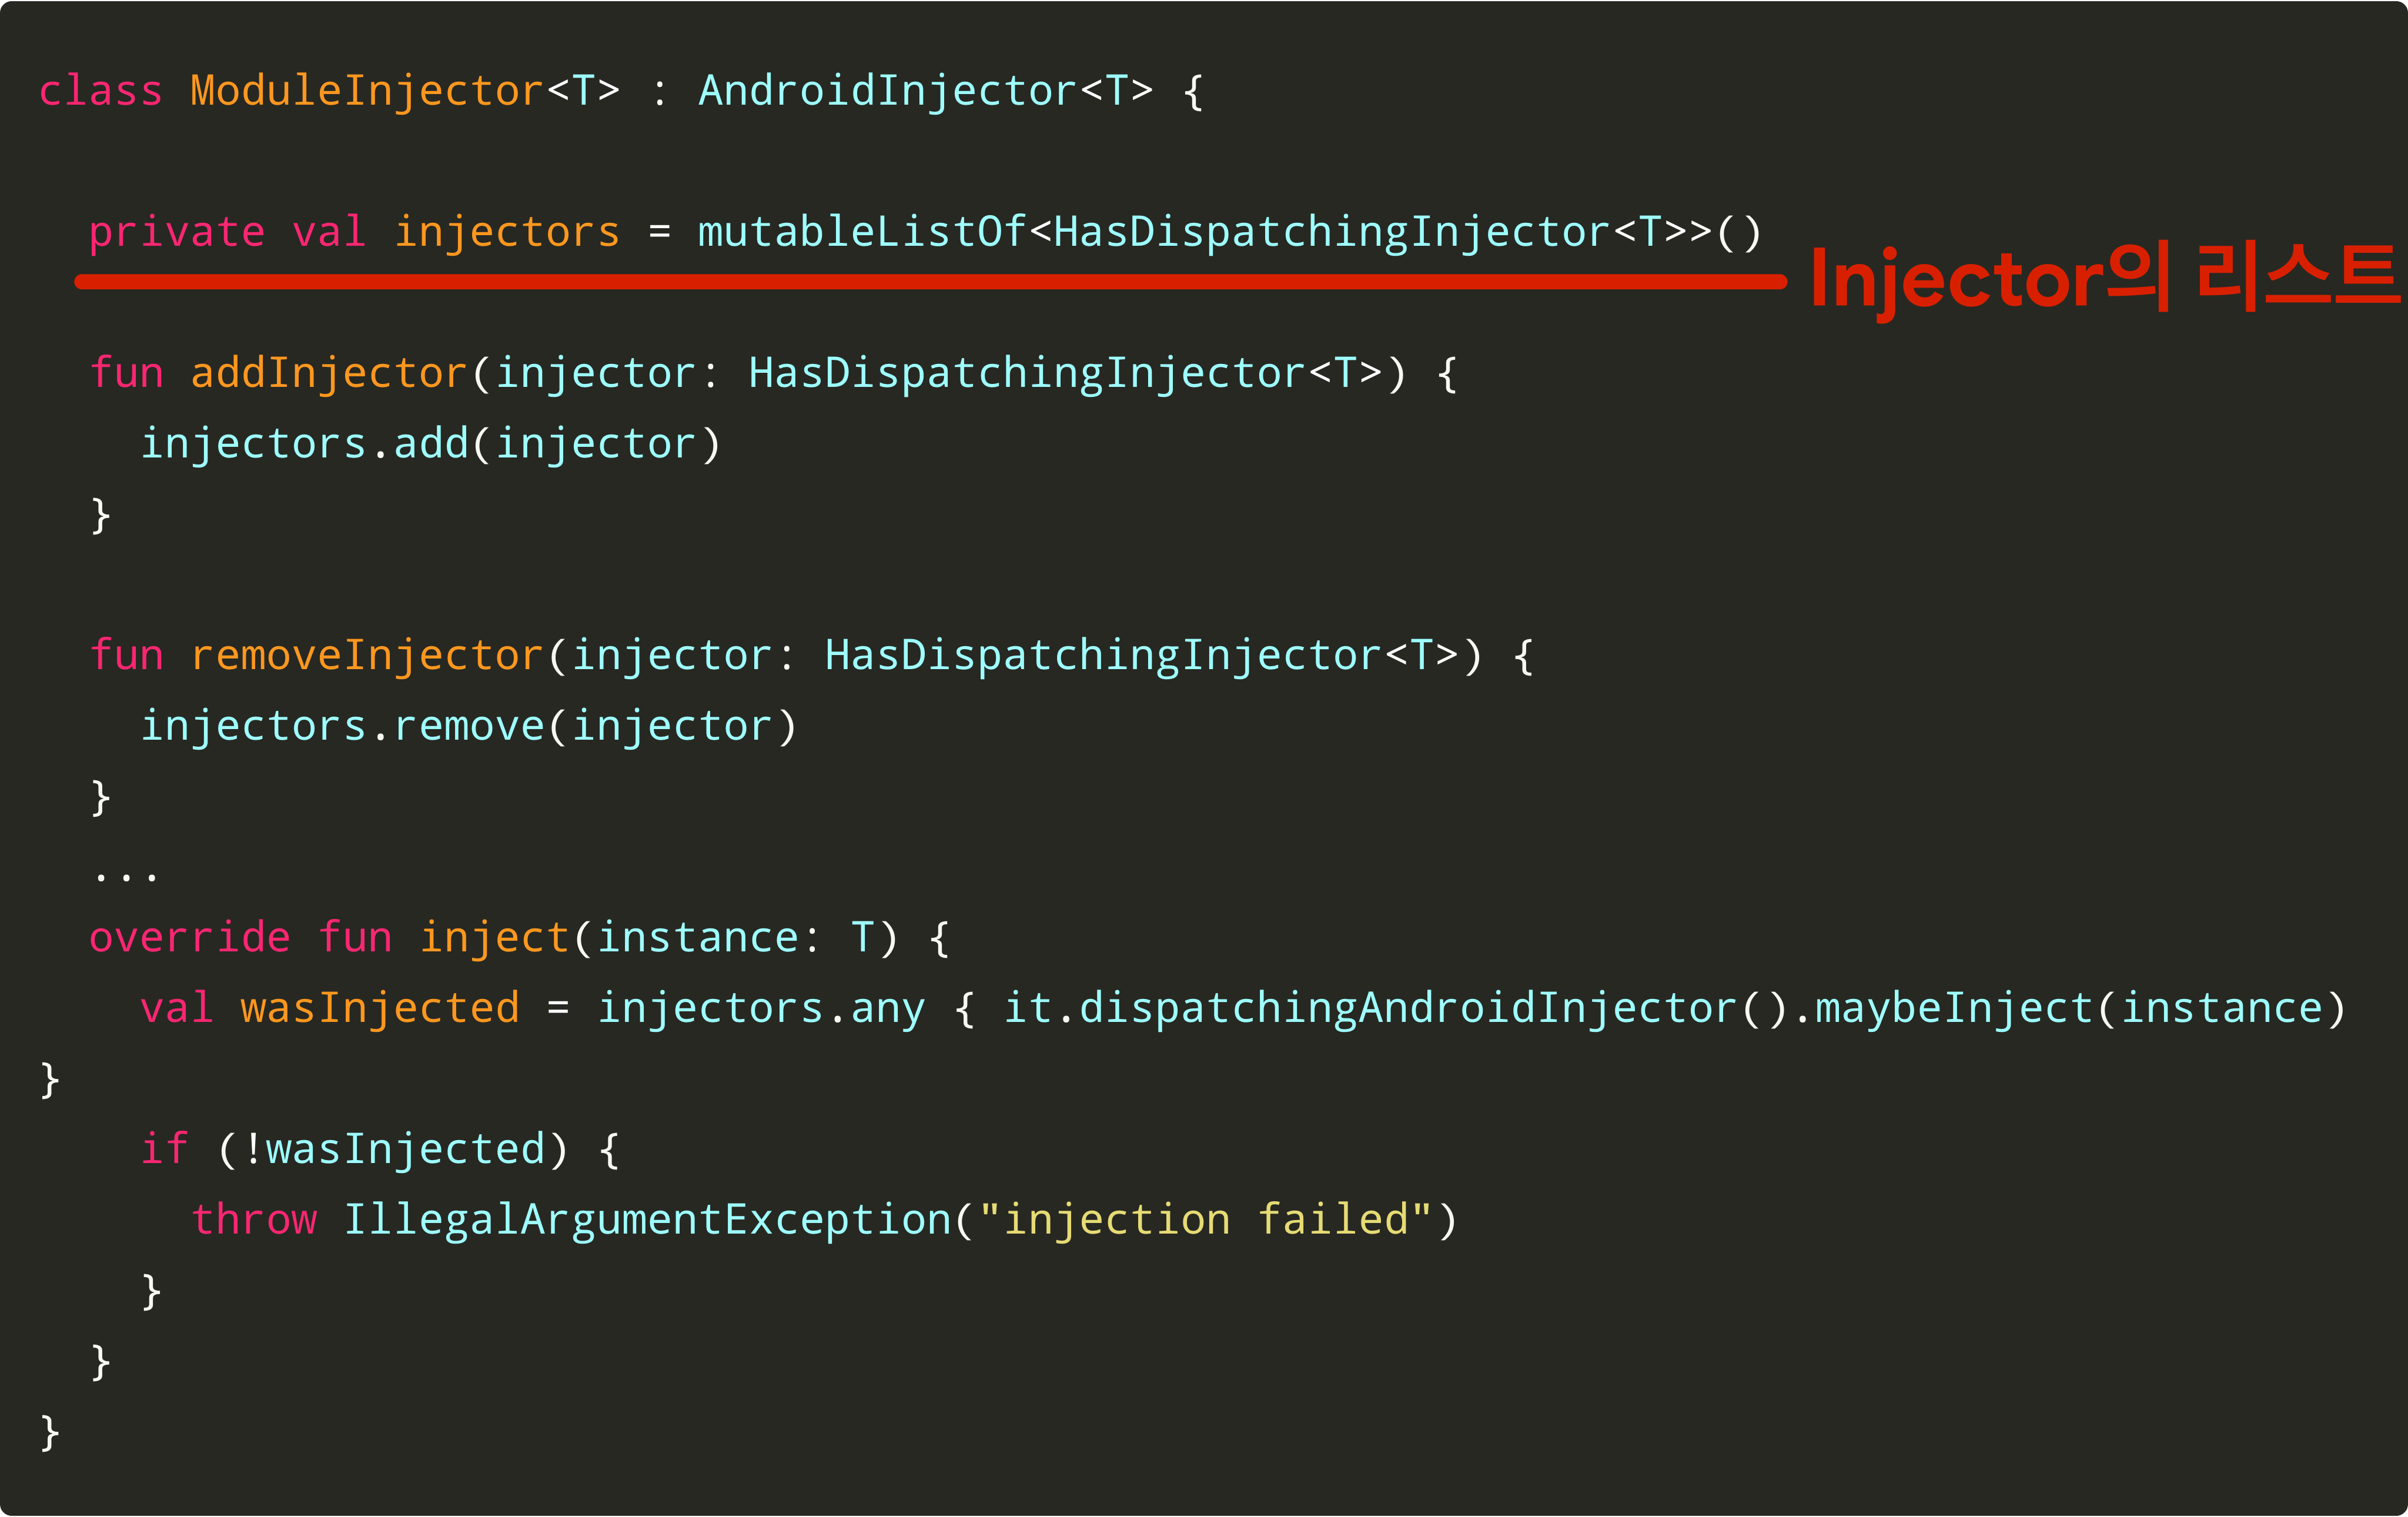 class ModuleInjector<T> : AndroidInjector<T> {
private val injectors = mutableListOf<HasDispatchingInjector<T>>()
Injector의 리스트
fun addInjector(injector: HasDispatchingInjector<T>) {
injectors.add(injector)
}
fun removeInjector(injector: HasDispatchingInjector<T>) {
injectors.remove(injector)
}
...
override fun inject(instance: T) {
val wasInjected = injectors.any { it.dispatchingAndroidInjector().maybeInject(instance)
}
if (!wasInjected) {
throw IllegalArgumentException("injection failed")
}
}
}